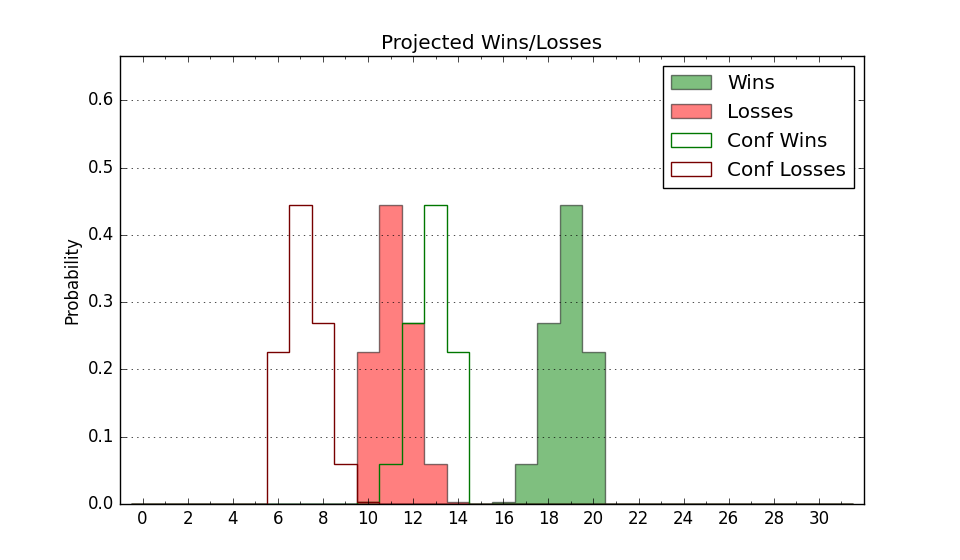 Projected Wins/Losses
Wins
Losses
Conf Wins
Conf Losses
Probability
0.6
0.5
0.4
0.3
0.2
0.1
0.0
0 2 4 6 8 10 12 14 16 18 20 22 24 26 28 30